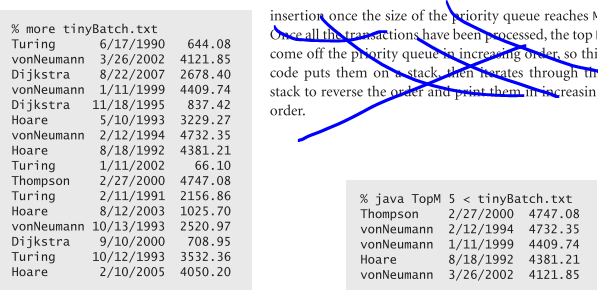 % more tinyBatch.txt
Turing 6/17/1990 644.08
vonNeumann 3/26/2002 4121.85
Dijkstra 8/22/2007 2678.40
vonNeumann 1/11/1999 4409.74
Dijkstra 11/18/1995 837.42
Hoare 5/10/1993 3229.27
vonNeumann 2/12/1994 4732.35
Hoare 8/18/1992 4381.21
Turing 1/11/2002 66.10
Thompson 2/27/2000 4747.08
Turing 2/11/1991 2156.86
Hoare 8/12/2003 1025.70
vonNeumann 10/13/1993 2520.97
Dijkstra 9/10/2000 708.95
Turing 10/12/1993 3532.36
Hoare 2/10/2005 4050.20
insertion once the size of the priority queue reaches
Once all the transactions have been processed, the top
come off the priority queue in increasing order, so thi
code puts them on a stack, then iterates through th
stack to reverse the order and print them in increasin
order.
% java TopM 5 < tinyBatch.txt
Thompson 2/27/2000 4747.08
vonNeumann 2/12/1994 4732.35
vonNeumann 1/11/1999 4409.74
Hoare 8/18/1992 4381.21
vonNeumann 3/26/2002 4121.85